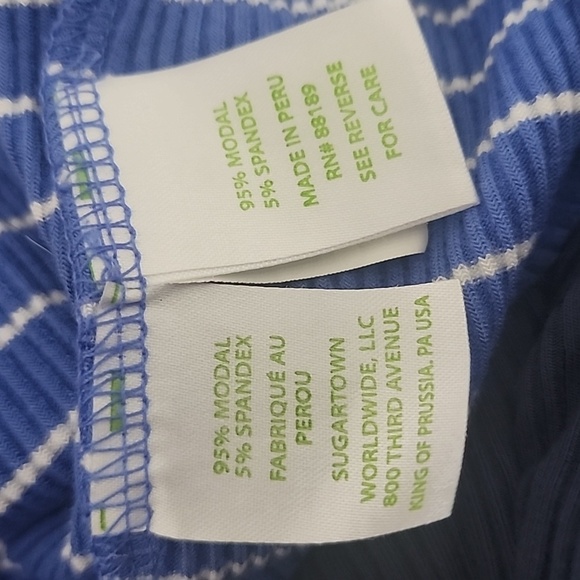 95% MODAL
5% SPANDEX
MADE IN PERU
RN# 88189
SEE REVERSE
FOR CARE
95% MODAL
5% SPANDEX
FABRIQUÉ AU
PEROU
SUGARTOWN
WORLDWIDE, LLC
800 THIRD AVENUE
KING OF PRUSSIA. PA USA